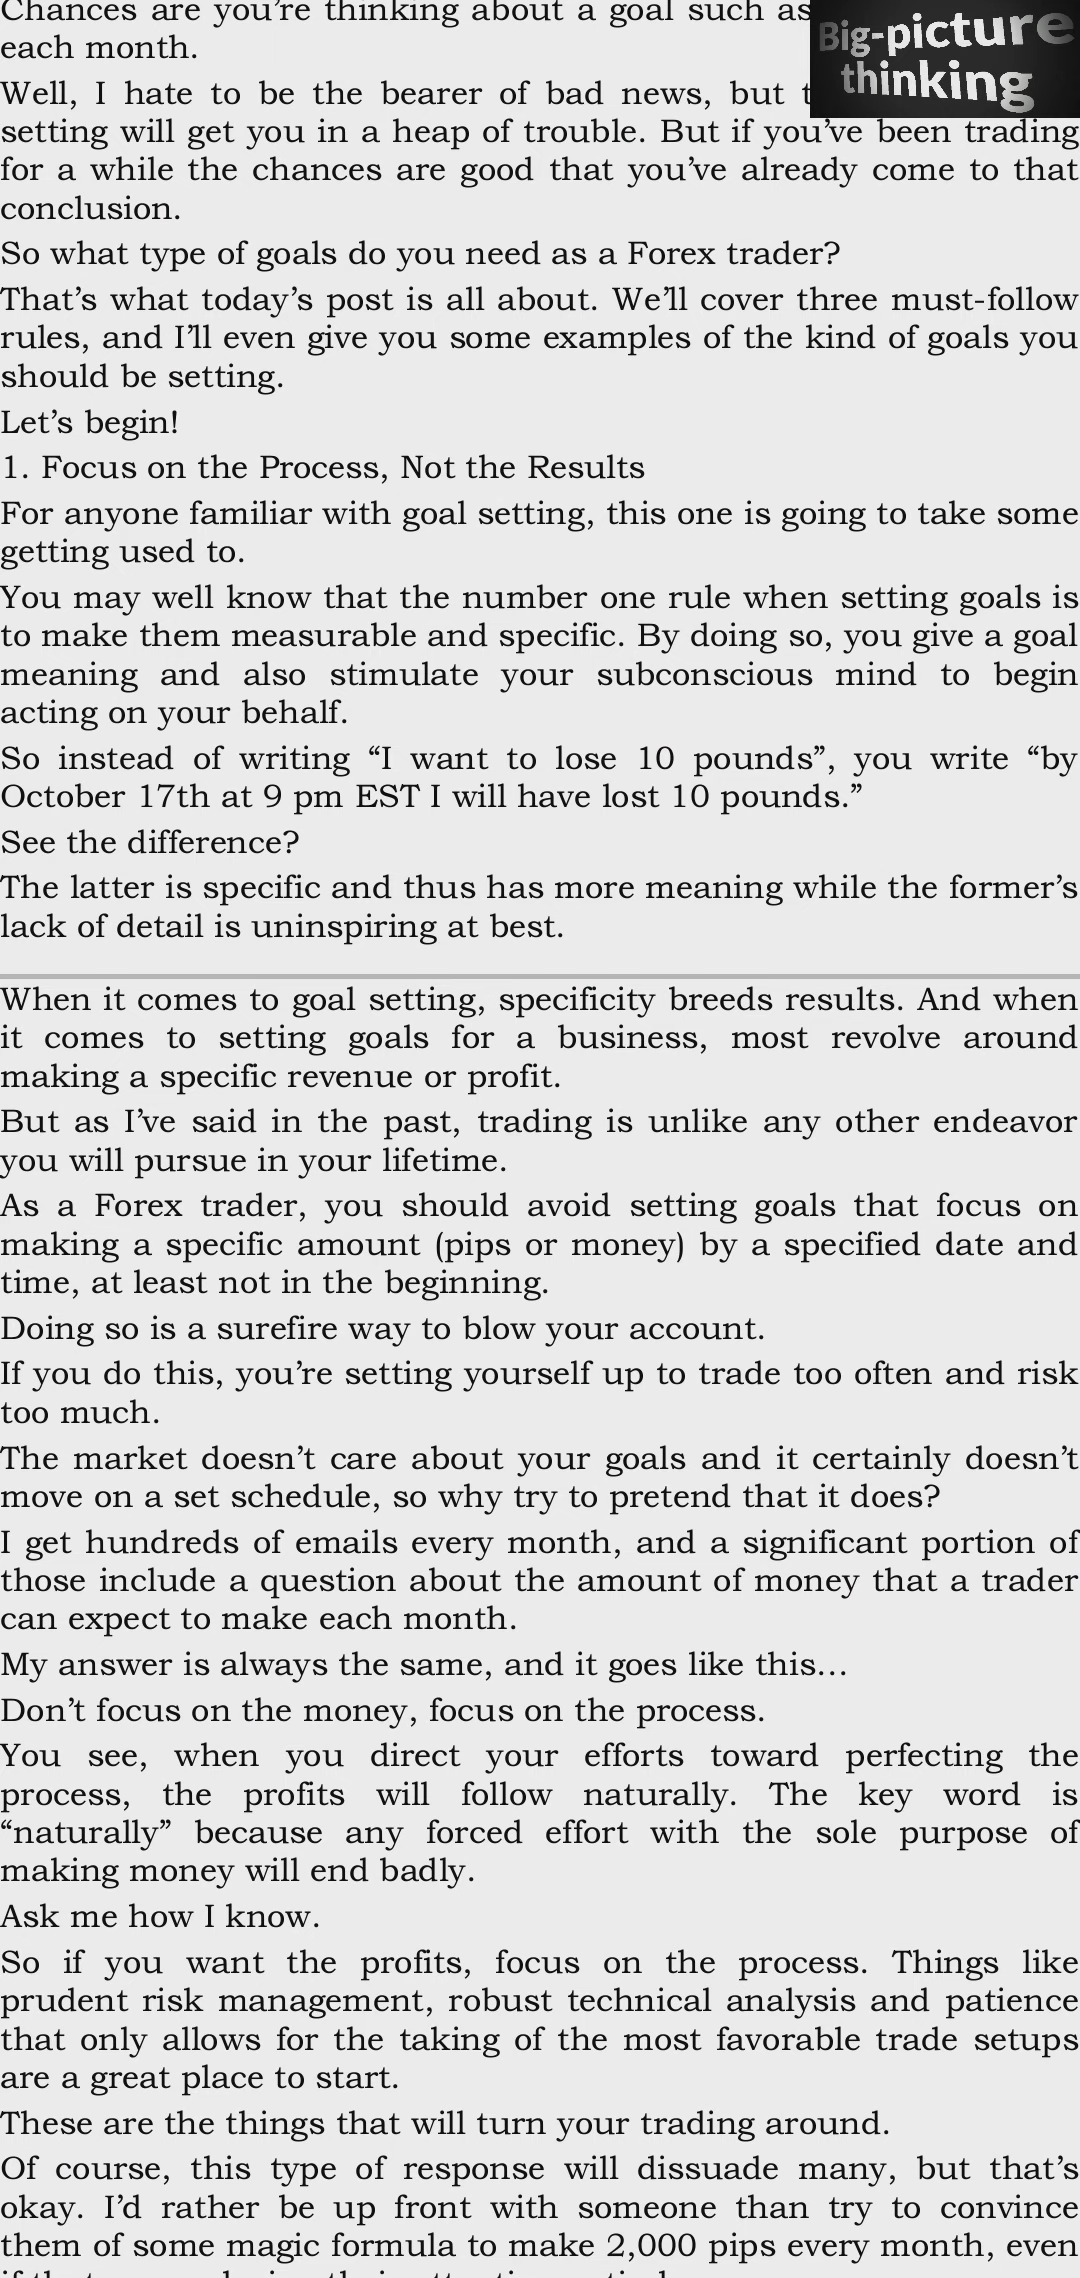 Chances are you're thinking about a goal such as
each month.
Big-picture
thinking
Well, I hate to be the bearer of bad news, but
setting will get you in a heap of trouble. But if you've been trading
for a while the chances are good that you've already come to that
conclusion.
So what type of goals do you need as a Forex trader?
That's what today's post is all about. We'll cover three must-follow
rules, and I'll even give you some examples of the kind of goals you
should be setting.
Let's begin!
1. Focus on the Process, Not the Results
For anyone familiar with goal setting, this one is going to take some
getting used to.
You may well know that the number one rule when setting goals is
to make them measurable and specific. By doing so, you give a goal
meaning and also stimulate your subconscious mind to begin
acting on your behalf.
So instead of writing “I want to lose 10 pounds”, you write “by
October 17th at 9 pm EST I will have lost 10 pounds.”
See the difference?
The latter is specific and thus has more meaning while the former's
lack of detail is uninspiring at best.
When it comes to goal setting, specificity breeds results. And when
it comes to setting goals for a business, most revolve around
making a specific revenue or profit.
But as I've said in the past, trading is unlike any other endeavor
you will pursue in your lifetime.
As a Forex trader, you should avoid setting goals that focus on
making a specific amount (pips or money) by a specified date and
time, at least not in the beginning.
Doing so is a surefire way to blow your account.
If you do this, you're setting yourself up to trade too often and risk
too much.
The market doesn't care about your goals and it certainly doesn't
move on a set schedule, so why try to pretend that it does?
I get hundreds of emails every month, and a significant portion of
those include a question about the amount of money that a trader
can expect to make each month.
My answer is always the same, and it goes like this…
Don't focus on the money, focus on the process.
You see, when you direct your efforts toward perfecting the
process, the profits will follow naturally. The key word is
“naturally” because any forced effort with the sole purpose of
making money will end badly.
Ask me how I know.
So if you want the profits, focus on the process. Things like
prudent risk management, robust technical analysis and patience
that only allows for the taking of the most favorable trade setups
are a great place to start.
These are the things that will turn your trading around.
Of course, this type of response will dissuade many, but that's
okay. I'd rather be up front with someone than try to convince
them of some magic formula to make 2,000 pips every month, even